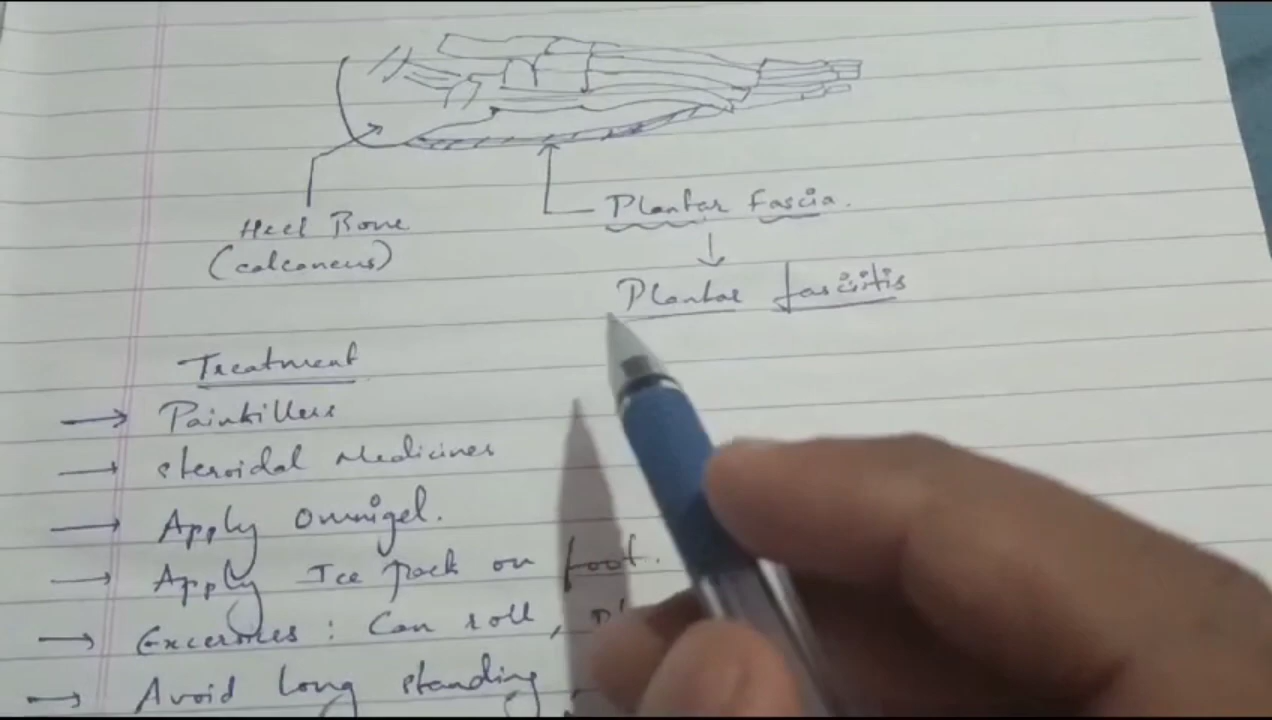 Plantar fascia.
Heel Bone
(calcaneus)
Plantar fasciitis
Treatment
→ Painkillers
→ steroidal Medicines
→ Apply Omnigel.
→ Apply Ice pack on foot.
→ Excercises : Can roll,
→ Avoid long standing